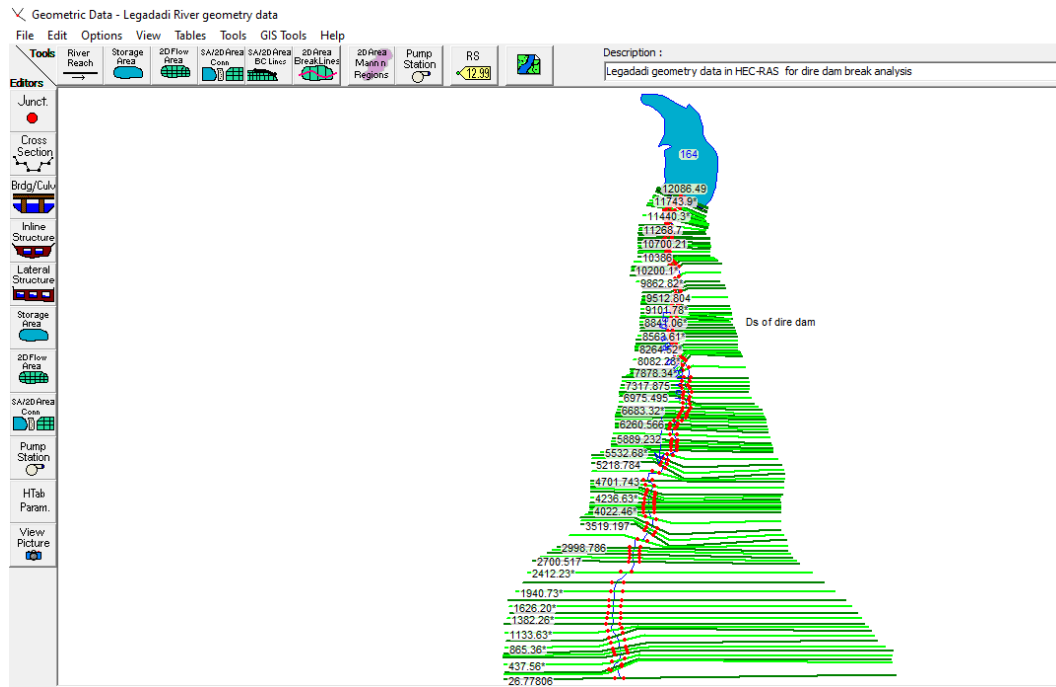 Geometric Data - Legadadi River geometry data
File Edit Options View Tables Tools GIS Tools Help
Tools
Editors
River Reach
Storage Area
2D Flow Area
SA/2D Area Conn
SA/2D Area BC Lines
2D Area BreakLines
2D Area Mann n Regions
Pump Station
RS
12.99
Description :
Legadadi geometry data in HEC-RAS for dire dam break analysis
Junct.
Cross Section
Brdg/Culv
Inline Structure
Lateral Structure
Storage Area
2D Flow Area
SA/2D Area Conn
Pump Station
HTab Param.
View Picture
164
12086.49
11743.9*
11440.3*
11268.7
10700.21
10386
10200.1*
9862.82*
9512.804
9101.78*
8841.06*
8563.61*
8264.52*
8082.28*
7878.34*
7317.875
6975.495
6683.32*
6260.566
5889.232
5532.68*
5218.784
4701.743
4236.63*
4022.46*
3519.197
2998.786
2700.517
2412.23*
1940.73*
1626.20*
1382.26*
1133.63*
865.36*
437.56*
26.77806
Ds of dire dam